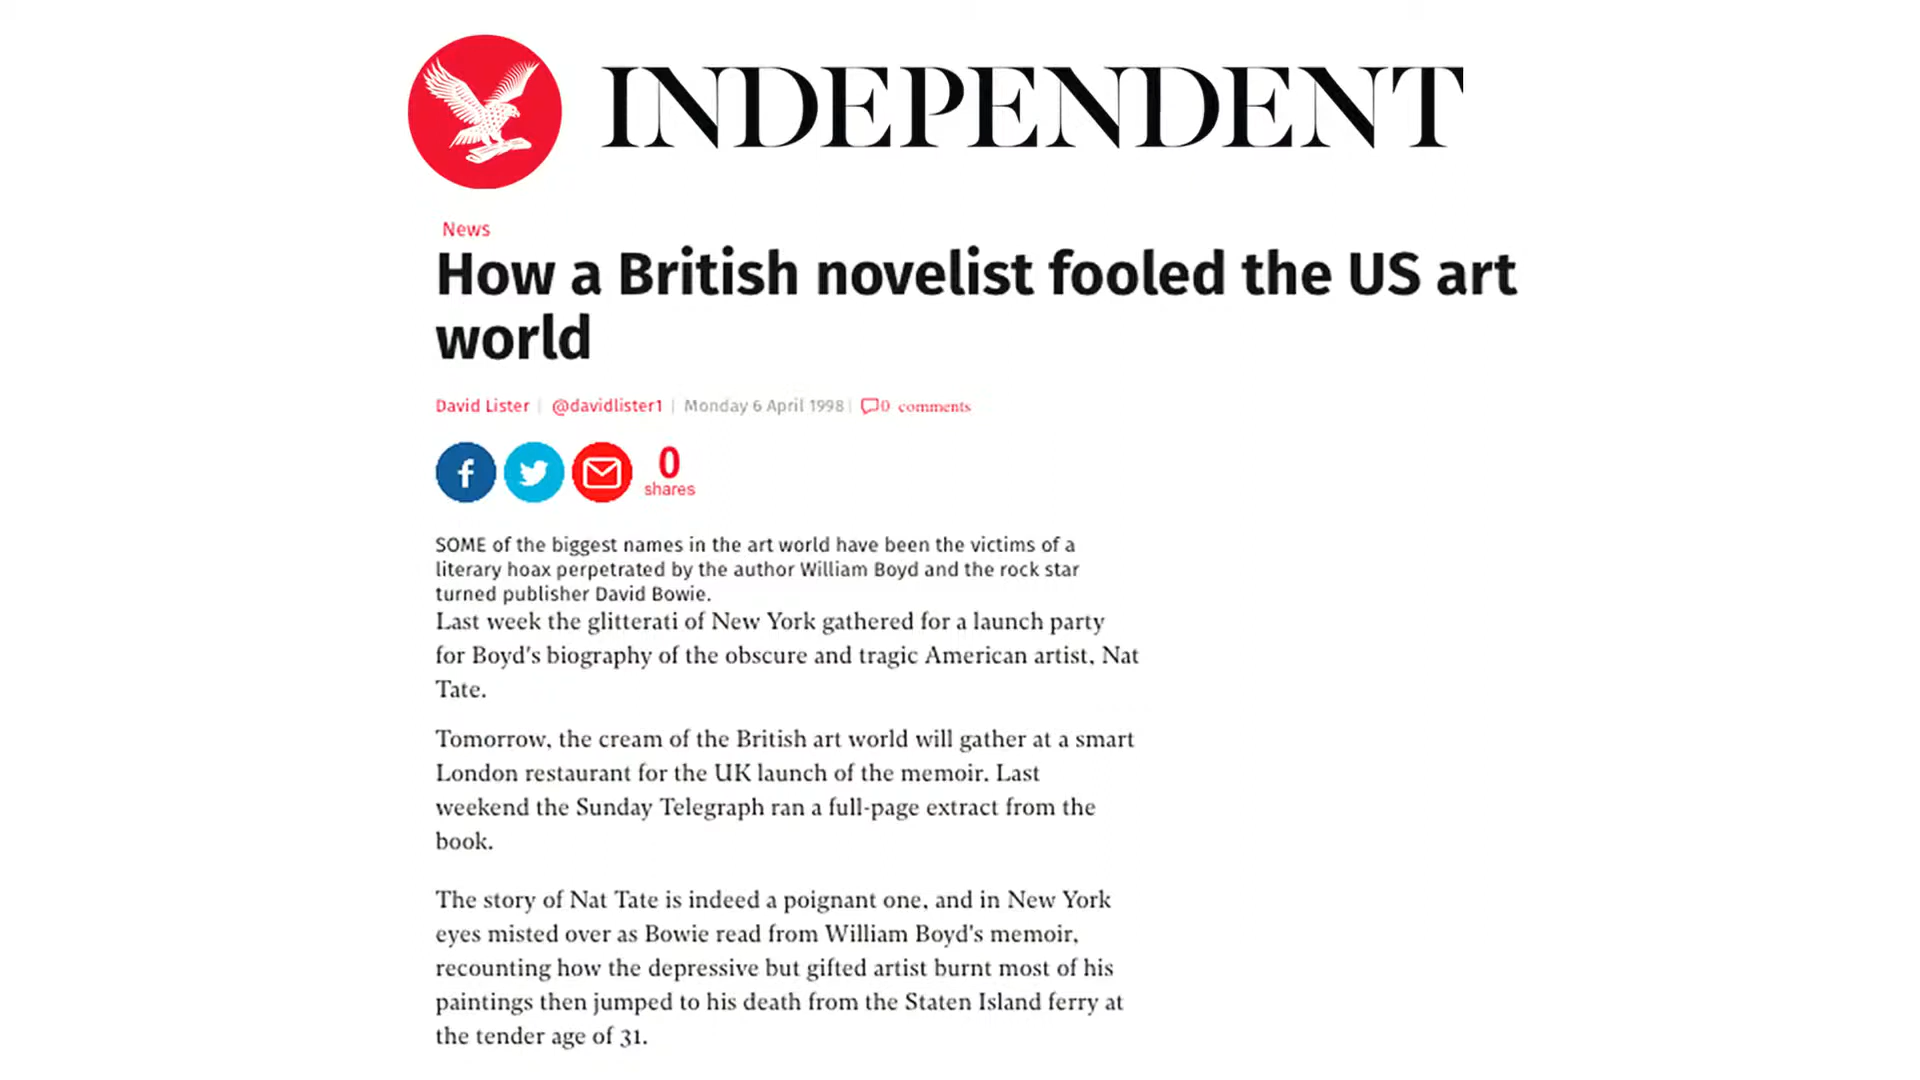 INDEPENDENT
News
How a British novelist fooled the US art
world
David Lister | @davidlister1 | Monday 6 April 1998 | 0 comments
0
shares
SOME of the biggest names in the art world have been the victims of a
literary hoax perpetrated by the author William Boyd and the rock star
turned publisher David Bowie.
Last week the glitterati of New York gathered for a launch party
for Boyd's biography of the obscure and tragic American artist, Nat
Tate.
Tomorrow, the cream of the British art world will gather at a smart
London restaurant for the UK launch of the memoir. Last
weekend the Sunday Telegraph ran a full-page extract from the
book.
The story of Nat Tate is indeed a poignant one, and in New York
eyes misted over as Bowie read from William Boyd's memoir,
recounting how the depressive but gifted artist burnt most of his
paintings then jumped to his death from the Staten Island ferry at
the tender age of 31.